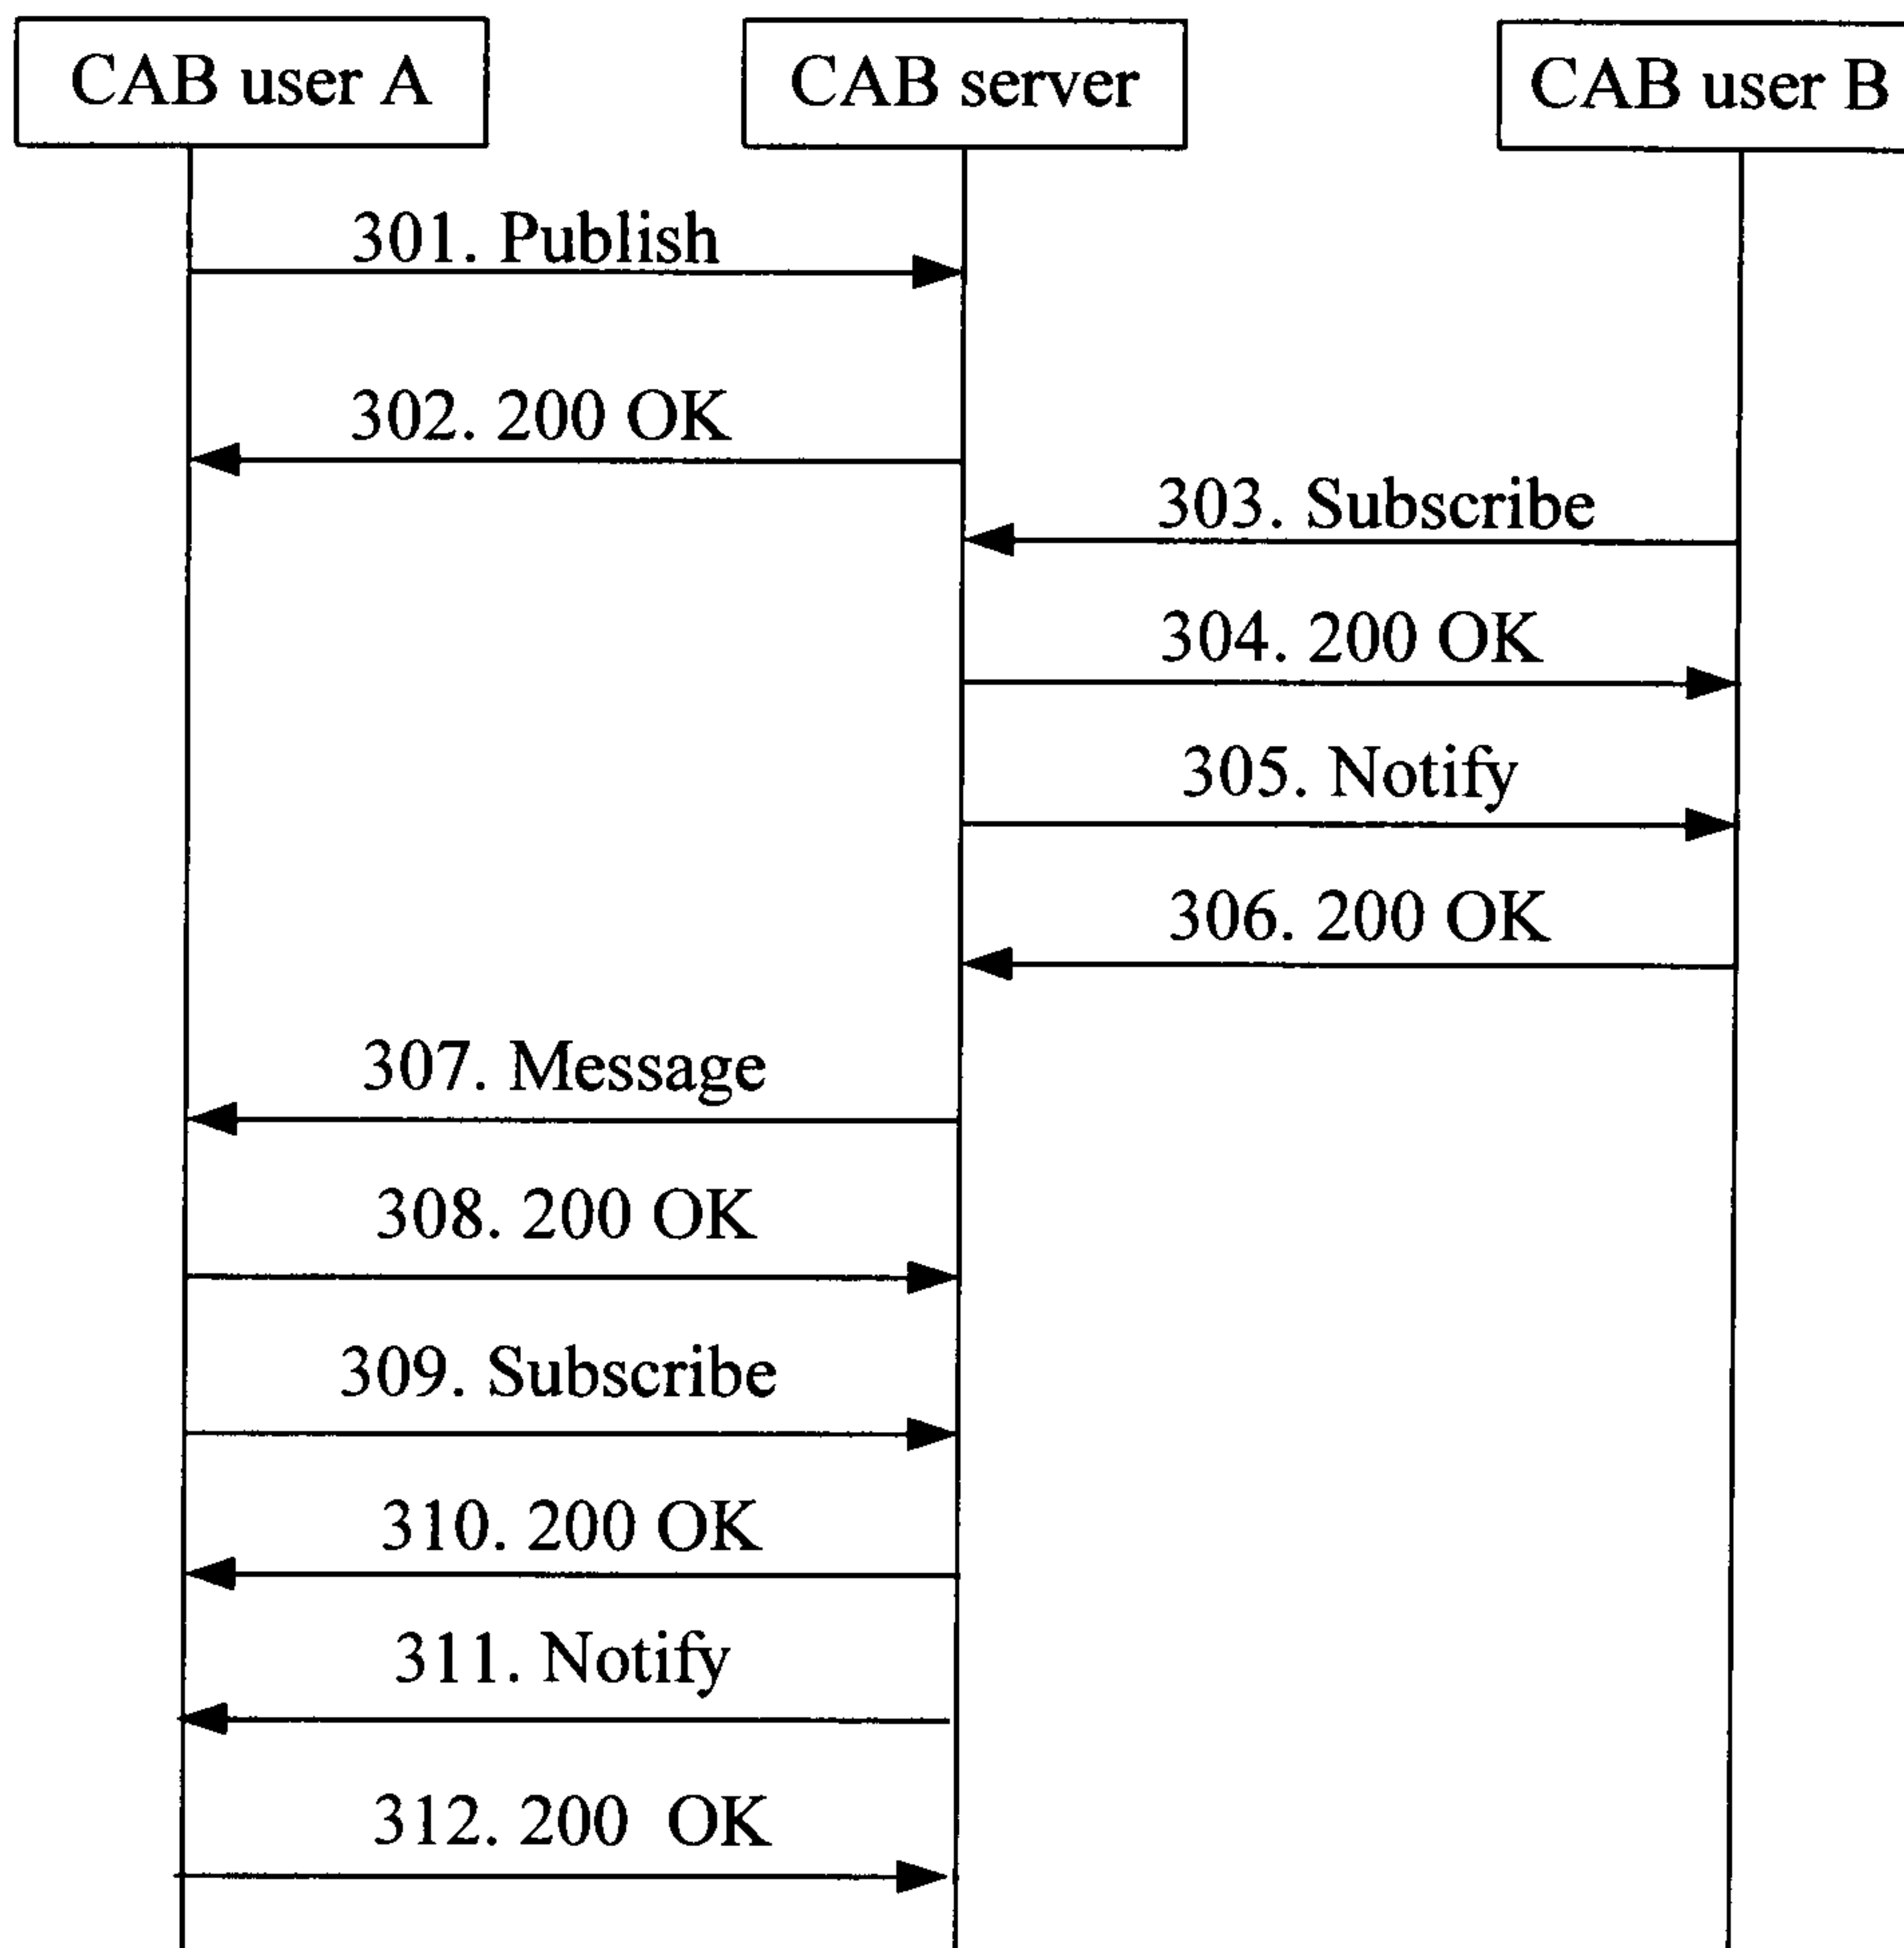 CAB user A
CAB server
CAB user B
301. Publish
302. 200 OK
303. Subscribe
304. 200 OK
305. Notify
306. 200 OK
307. Message
308. 200 OK
309. Subscribe
310. 200 OK
311. Notify
312. 200 OK